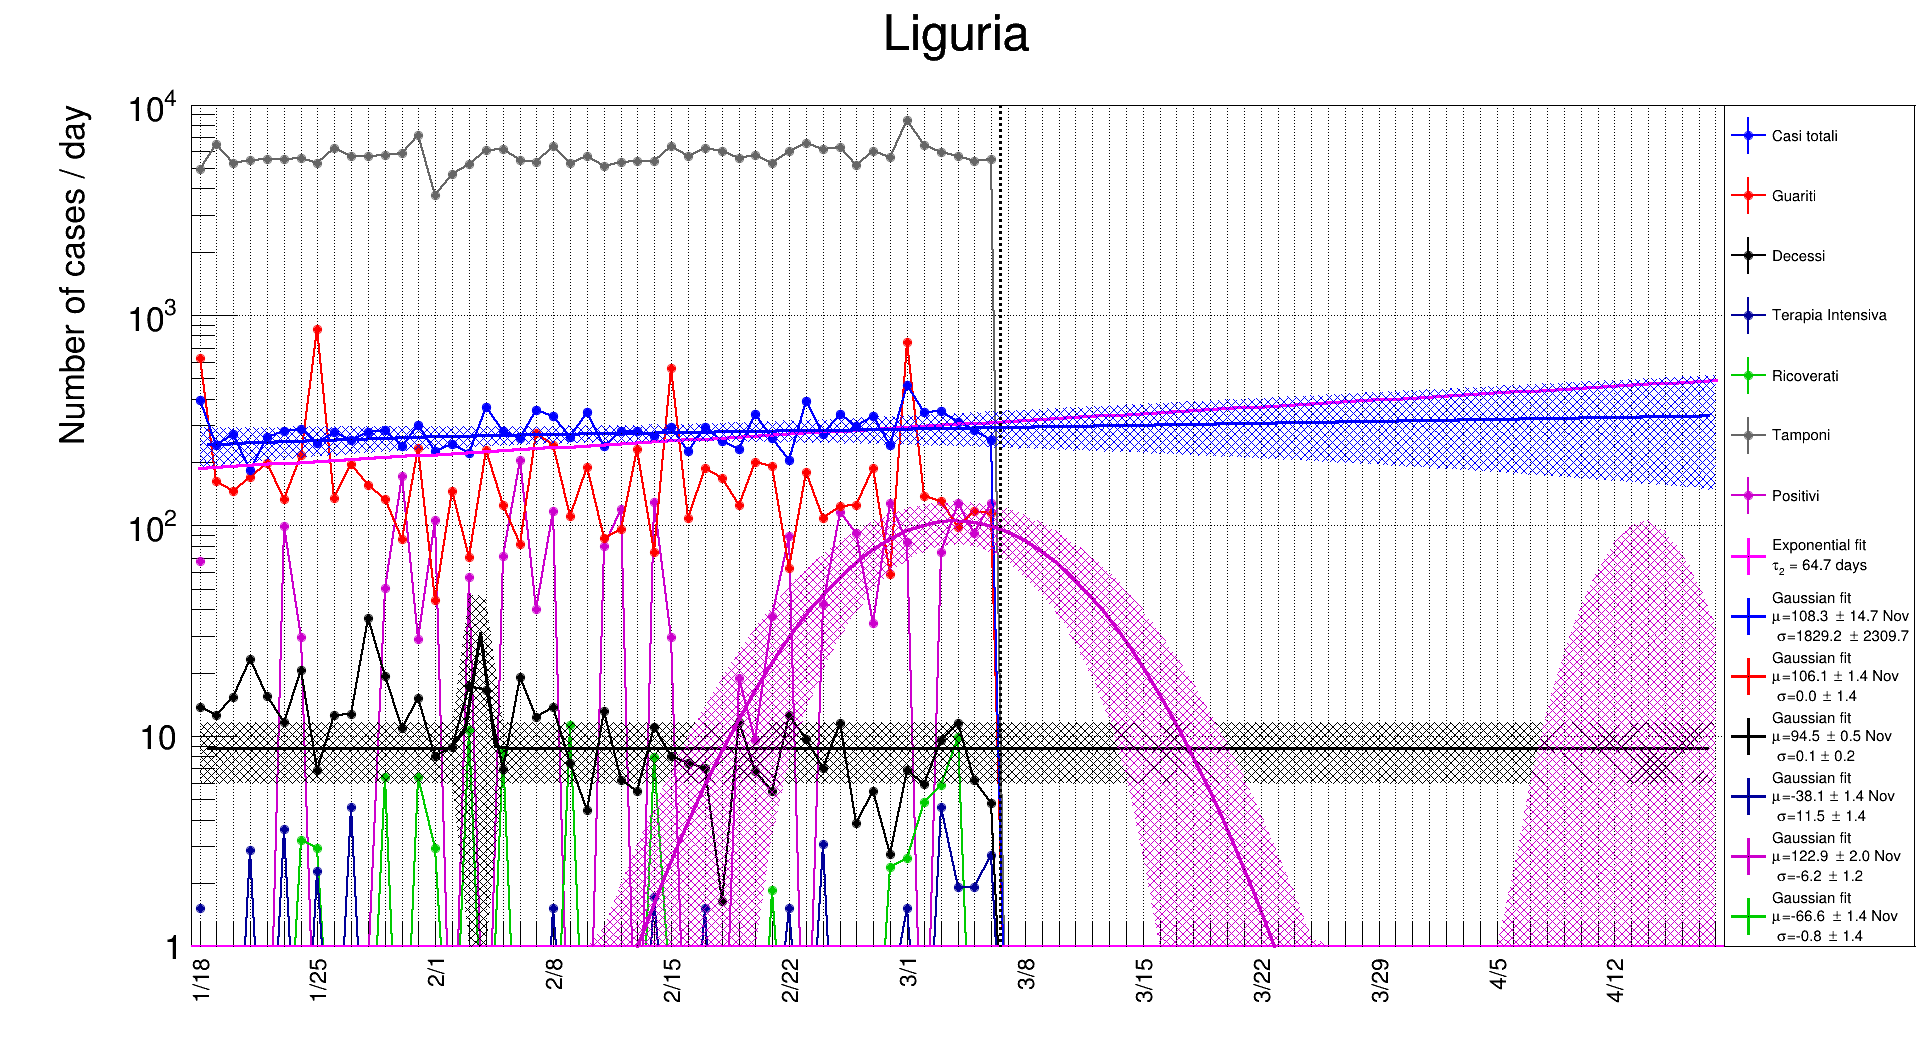 Liguria
Number of cases / day
10⁴
10³
10²
10
1
1/18
1/25
2/1
2/8
2/15
2/22
3/1
3/8
3/15
3/22
3/29
4/5
4/12
Casi totali
Guariti
Decessi
Terapia Intensiva
Ricoverati
Tamponi
Positivi
Exponential fit
τ₂ = 64.7 days
Gaussian fit
μ=108.3 ± 14.7 Nov
σ=1829.2 ± 2309.7
Gaussian fit
μ=106.1 ± 1.4 Nov
σ=0.0 ± 1.4
Gaussian fit
μ=94.5 ± 0.5 Nov
σ=0.1 ± 0.2
Gaussian fit
μ=-38.1 ± 1.4 Nov
σ=11.5 ± 1.4
Gaussian fit
μ=122.9 ± 2.0 Nov
σ=-6.2 ± 1.2
Gaussian fit
μ=-66.6 ± 1.4 Nov
σ=-0.8 ± 1.4